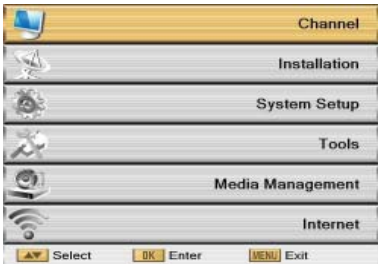 Channel
Installation
System Setup
Tools
Media Management
Internet
Select OK Enter MENU Exit